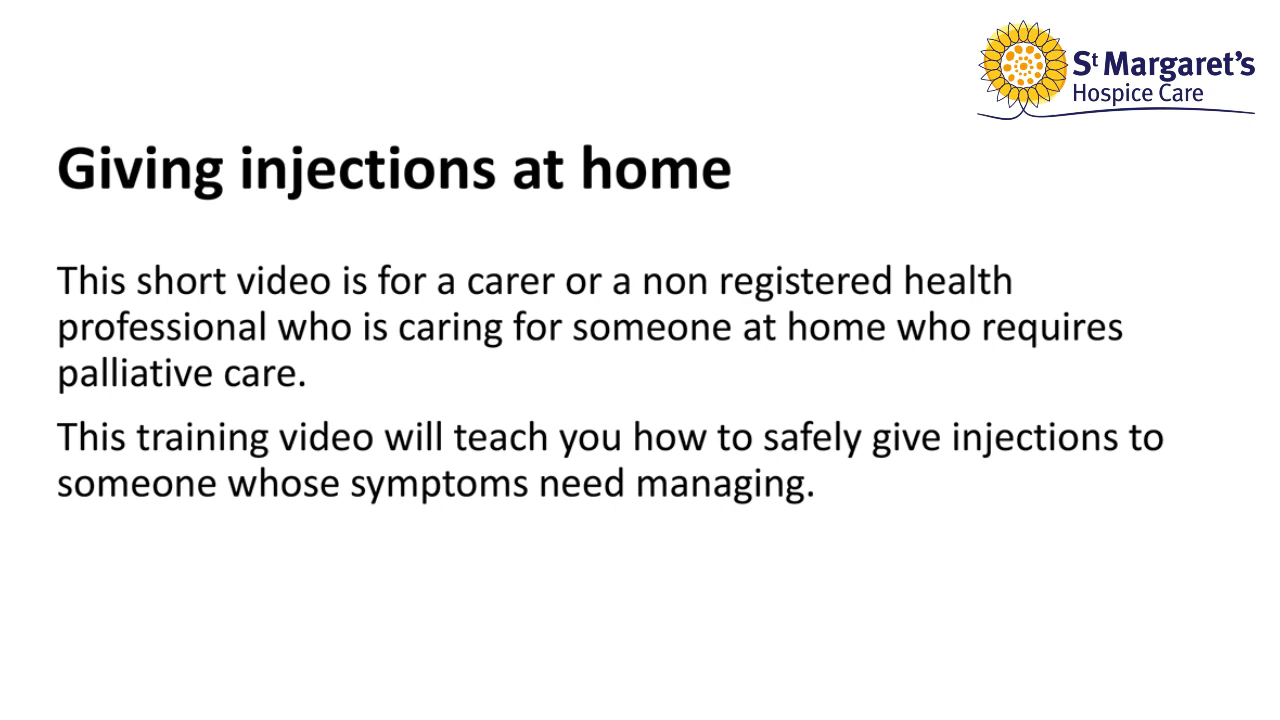 St Margaret's
Hospice Care
Giving injections at home
This short video is for a carer or a non registered health
professional who is caring for someone at home who requires
palliative care.
This training video will teach you how to safely give injections to
someone whose symptoms need managing.